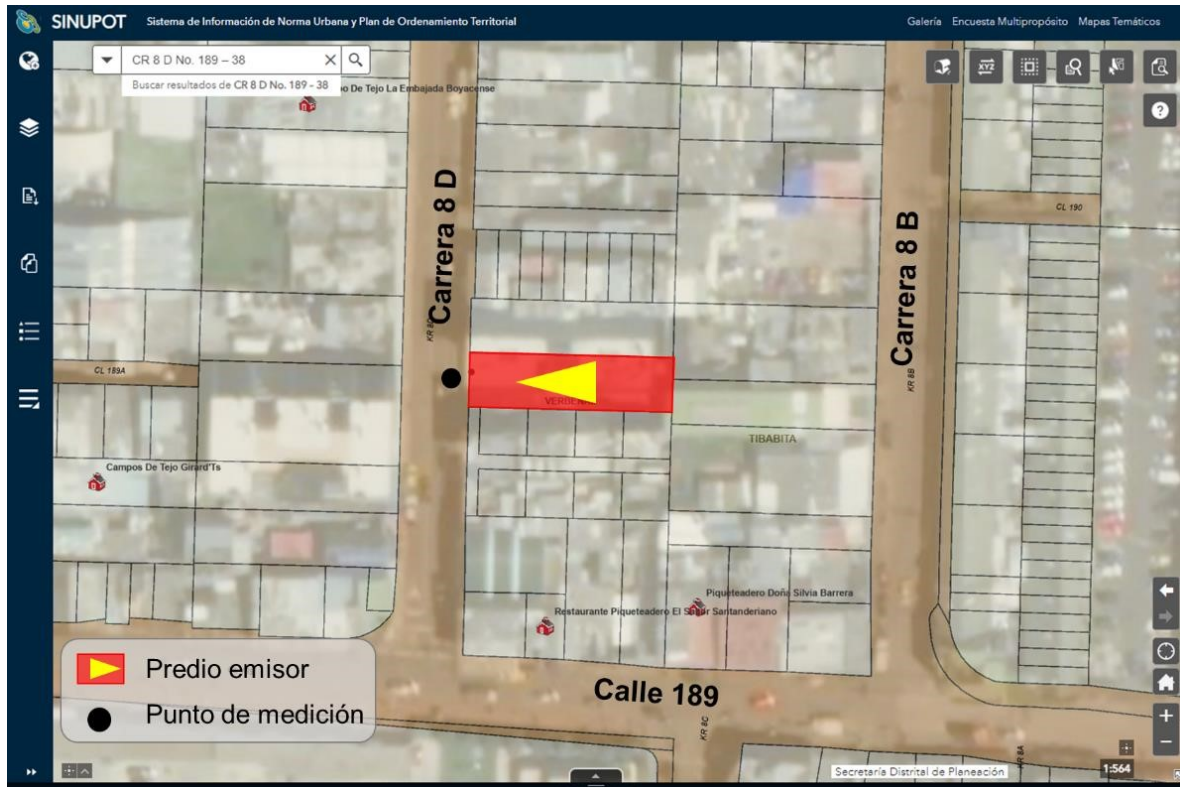 SINUPOT Sistema de Información de Norma Urbana y Plan de Ordenamiento Territorial
Galería Encuesta Multipropósito Mapas Temáticos
CR 8 D No. 189 – 38
Buscar resultados de CR 8 D No. 189 - 38
o De Tejo La Embajada Boyacense
Carrera 8 D
Carrera 8 B
CL 190
KR 8B
CL 189A
TIBABITA
Campos De Tejo Girard'Ts
Piqueteadero Doña Silvia Barrera
Restaurante Piqueteadero El Santanderiano
Predio emisor
Calle 189
Punto de medición
KR 8C
KR 8A
Secretaría Distrital de Planeación
1:564